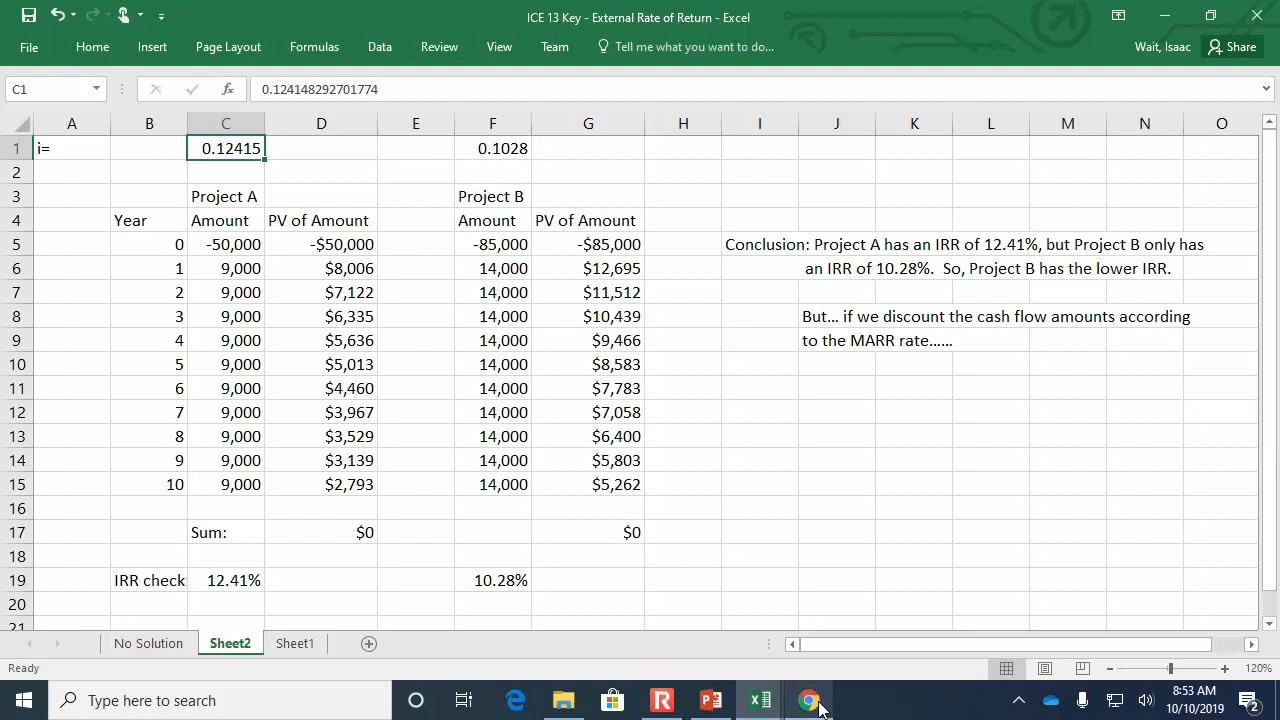 ICE 13 Key - External Rate of Return - Excel
File Home Insert Page Layout Formulas Data Review View Team Tell me what you want to do... Wait, Isaac Share
C1 fx 0.124148292701774
A B C D E F G H I J K L M N O
1 i= 0.12415 0.1028
2
3 Project A Project B
4 Year Amount PV of Amount Amount PV of Amount
5 0 -50,000 -$50,000 -85,000 -$85,000 Conclusion: Project A has an IRR of 12.41%, but Project B only has
6 1 9,000 $8,006 14,000 $12,695 an IRR of 10.28%.  So, Project B has the lower IRR.
7 2 9,000 $7,122 14,000 $11,512
8 3 9,000 $6,335 14,000 $10,439 But... if we discount the cash flow amounts according
9 4 9,000 $5,636 14,000 $9,466 to the MARR rate......
10 5 9,000 $5,013 14,000 $8,583
11 6 9,000 $4,460 14,000 $7,783
12 7 9,000 $3,967 14,000 $7,058
13 8 9,000 $3,529 14,000 $6,400
14 9 9,000 $3,139 14,000 $5,803
15 10 9,000 $2,793 14,000 $5,262
16
17 Sum: $0 $0
18
19 IRR check 12.41% 10.28%
20
21
No Solution Sheet2 Sheet1
Ready 120%
Type here to search 8:53 AM
10/10/2019 2